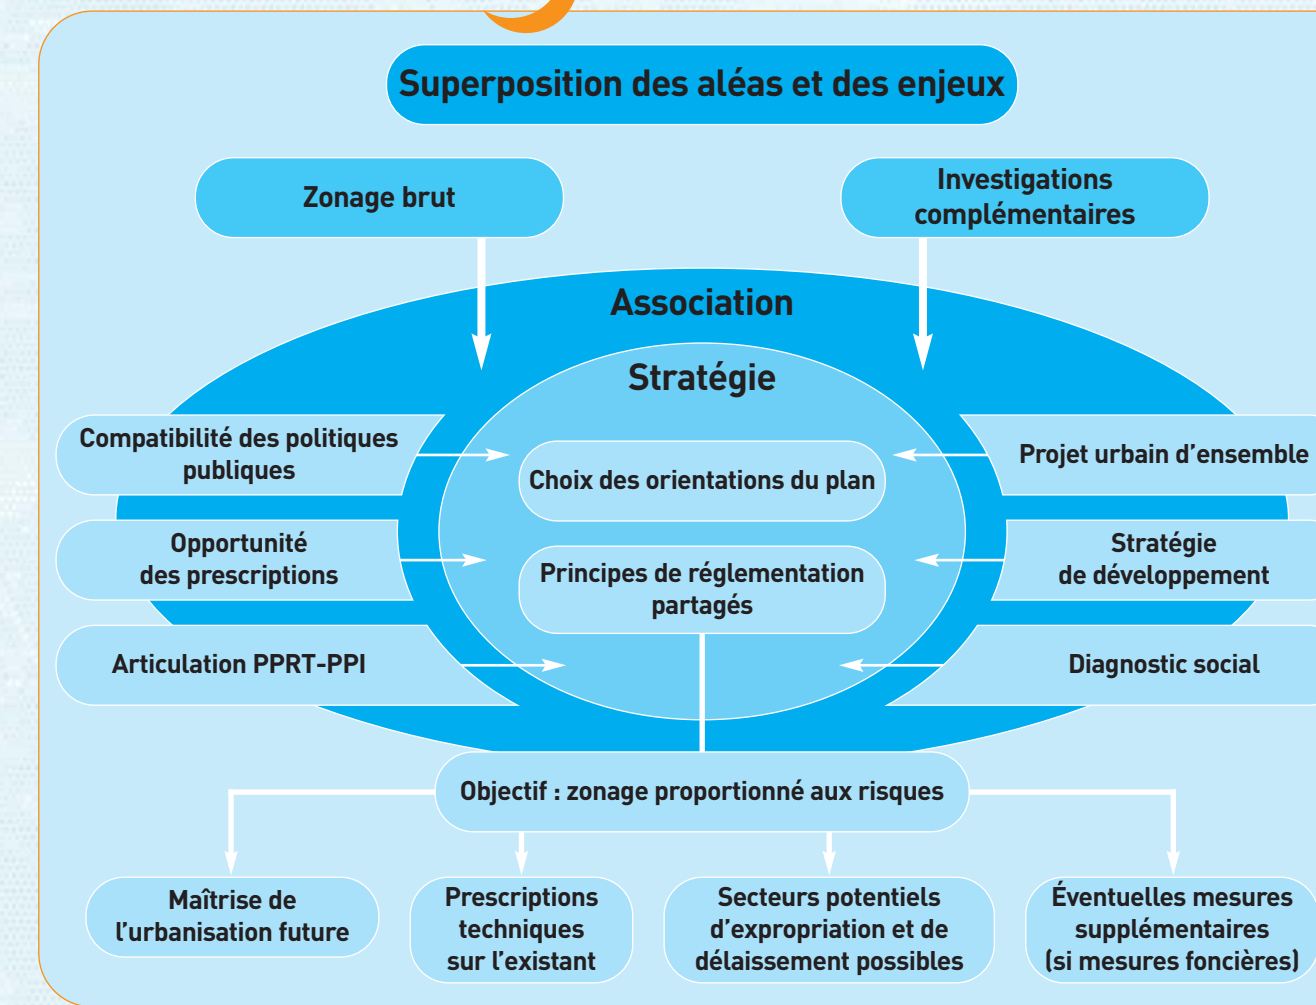 Superposition des aléas et des enjeux
Zonage brut
Investigations
complémentaires
Association
Stratégie
Compatibilité des politiques
publiques
Choix des orientations du plan
Projet urbain d’ensemble
Opportunité
des prescriptions
Principes de réglementation
partagés
Stratégie
de développement
Articulation PPRT-PPI
Diagnostic social
Objectif : zonage proportionné aux risques
Maîtrise de
l’urbanisation future
Prescriptions
techniques
sur l’existant
Secteurs potentiels
d’expropriation et de
délaissement possibles
Éventuelles mesures
supplémentaires
(si mesures foncières)